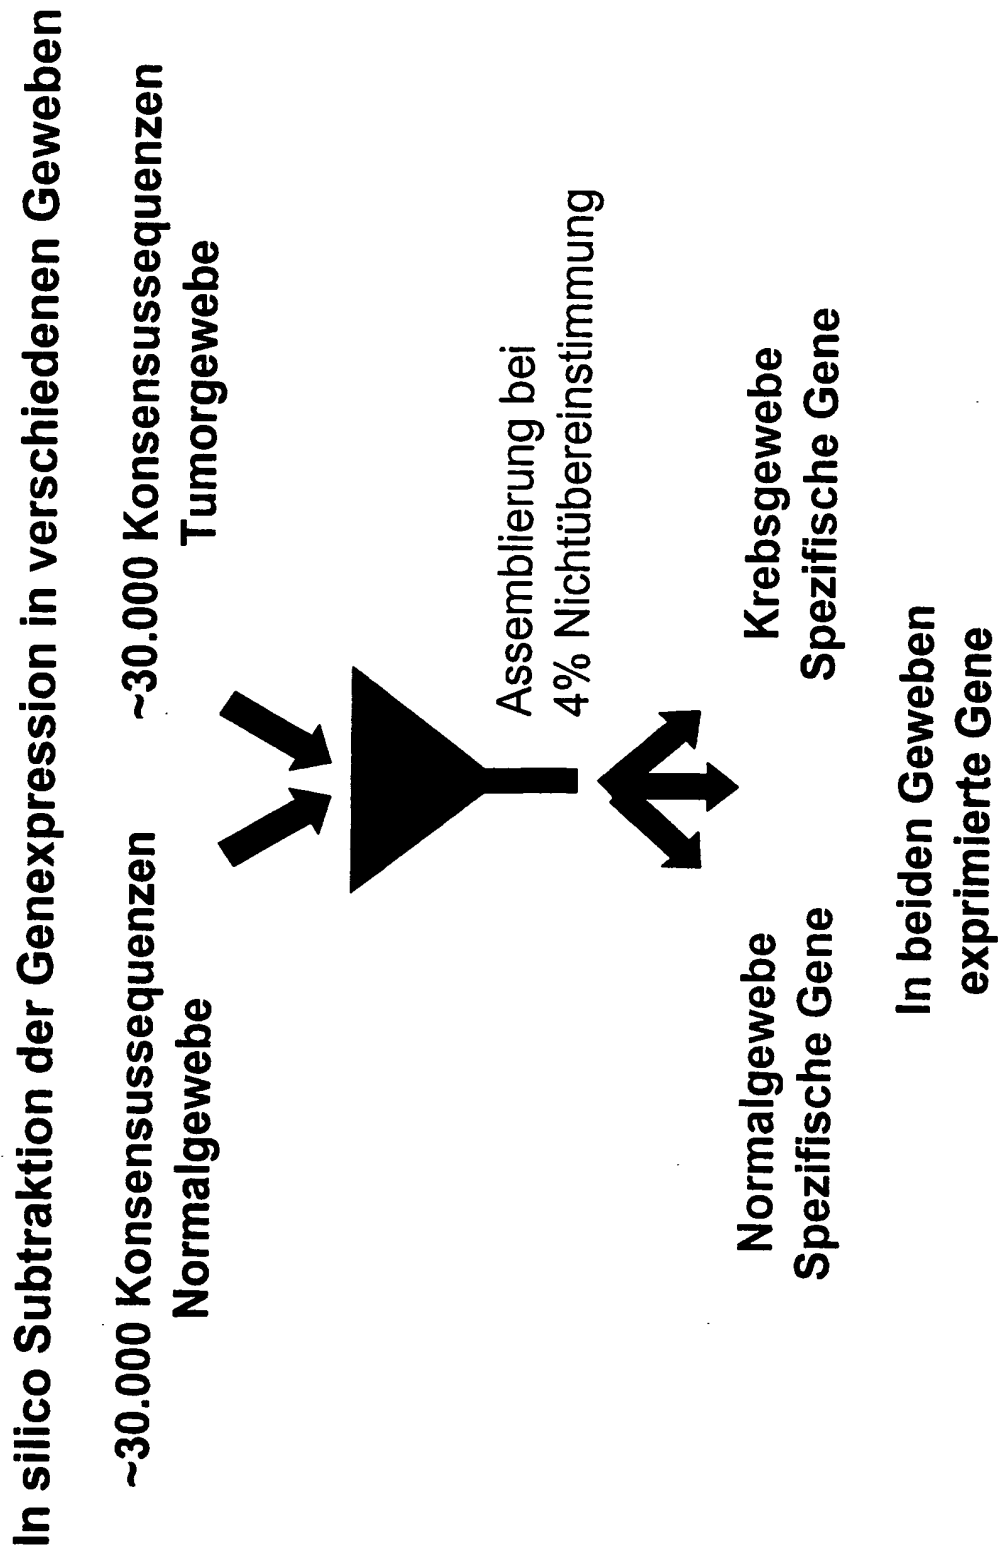 In silico Subtraktion der Genexpression in verschiedenen Geweben
~30.000 Konsensussequenzen
Normalgewebe
~30.000 Konsensussequenzen
Tumorgewebe
Assemblierung bei
4% Nichtübereinstimmung
Normalgewebe
Spezifische Gene
Krebsgewebe
Spezifische Gene
In beiden Geweben
exprimierte Gene